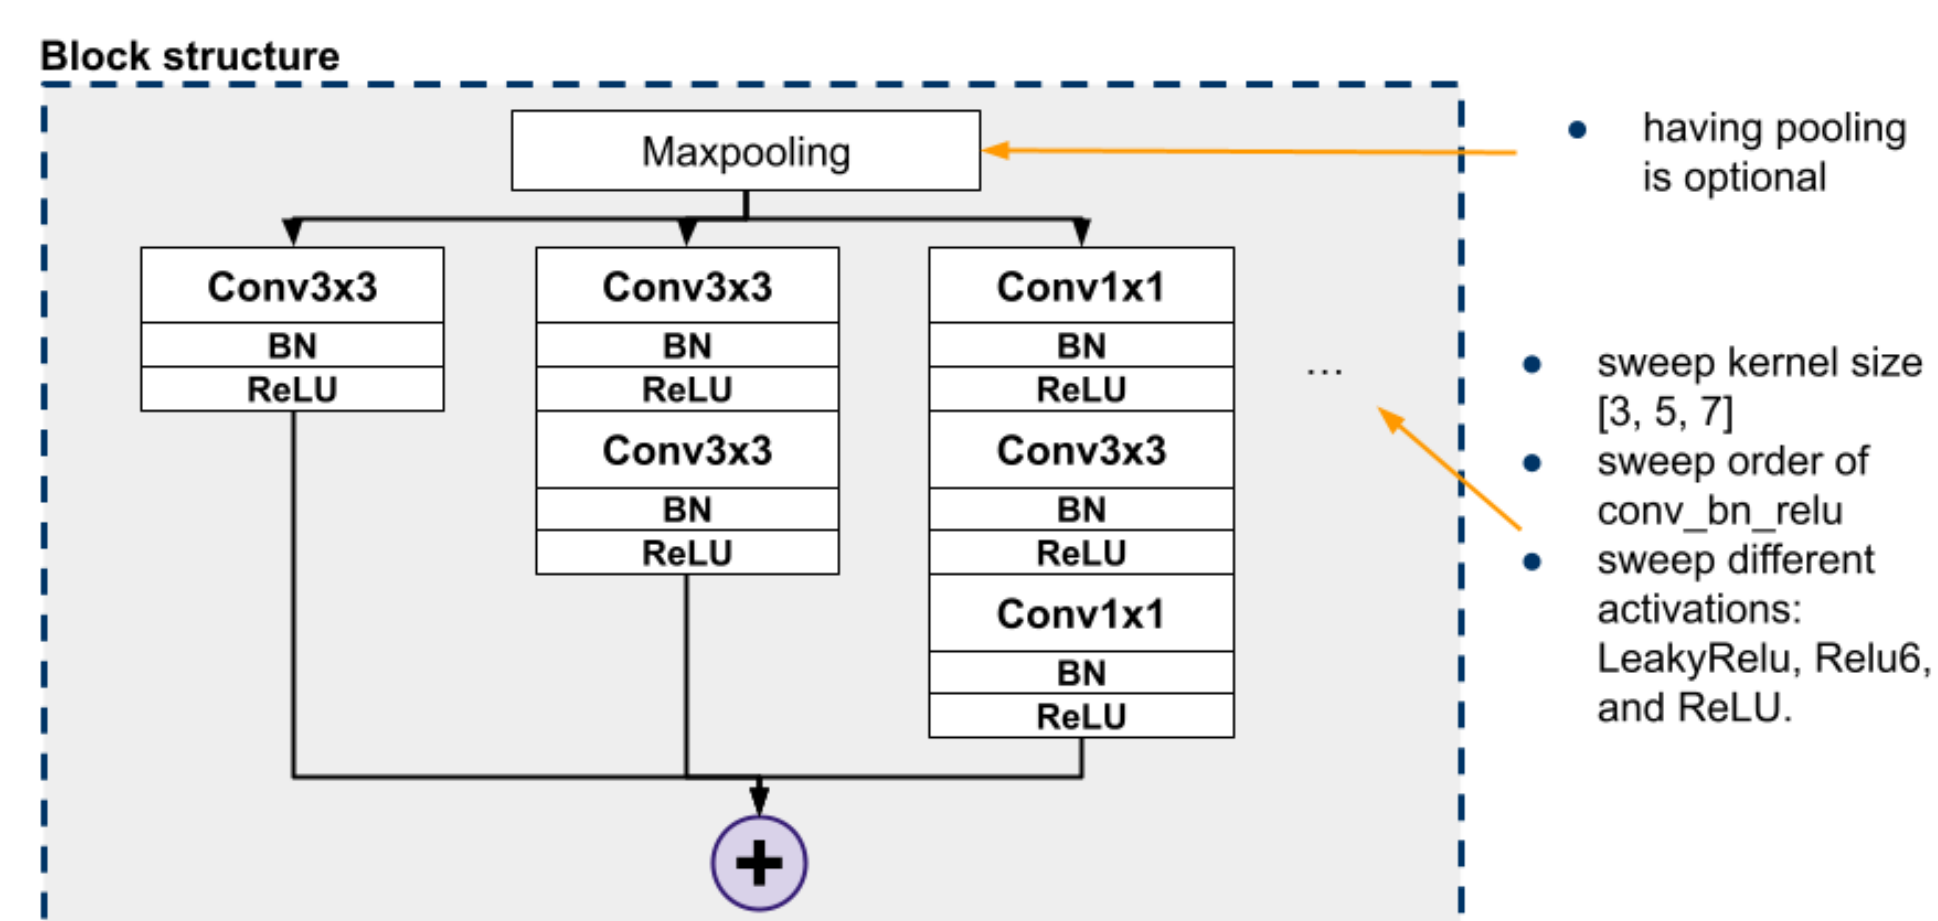 Block structure
Maxpooling
Conv3x3
BN
ReLU
Conv3x3
BN
ReLU
Conv3x3
BN
ReLU
Conv1x1
BN
ReLU
Conv3x3
BN
ReLU
Conv1x1
BN
ReLU
...
+
● having pooling
is optional
● sweep kernel size
[3, 5, 7]
● sweep order of
conv_bn_relu
● sweep different
activations:
LeakyRelu, Relu6,
and ReLU.